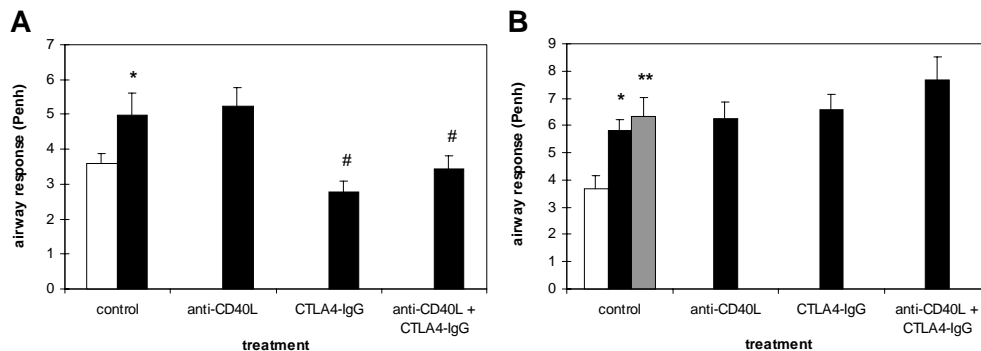 A
7
6
5
4
3
2
1
0
airway response (Penh)
*
#
#
control
anti-CD40L
CTLA4-IgG
anti-CD40L +
CTLA4-IgG
treatment
B
9
8
7
6
5
4
3
2
1
0
airway response (Penh)
*
**
control
anti-CD40L
CTLA4-IgG
anti-CD40L +
CTLA4-IgG
treatment